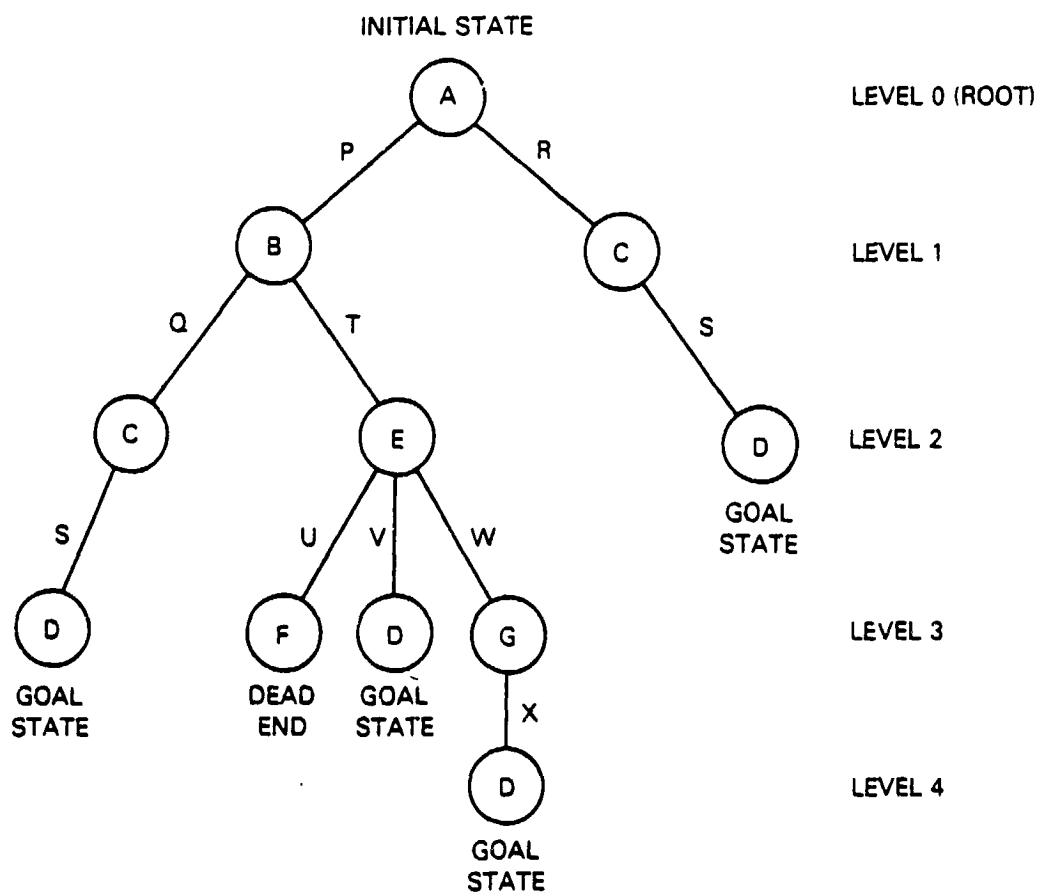 INITIAL STATE
A
LEVEL 0 (ROOT)
P
R
B
C
LEVEL 1
Q
T
S
C
E
D
LEVEL 2
GOAL
STATE
S
U
V
W
D
F
D
G
LEVEL 3
GOAL
STATE
DEAD
END
GOAL
STATE
X
D
LEVEL 4
GOAL
STATE